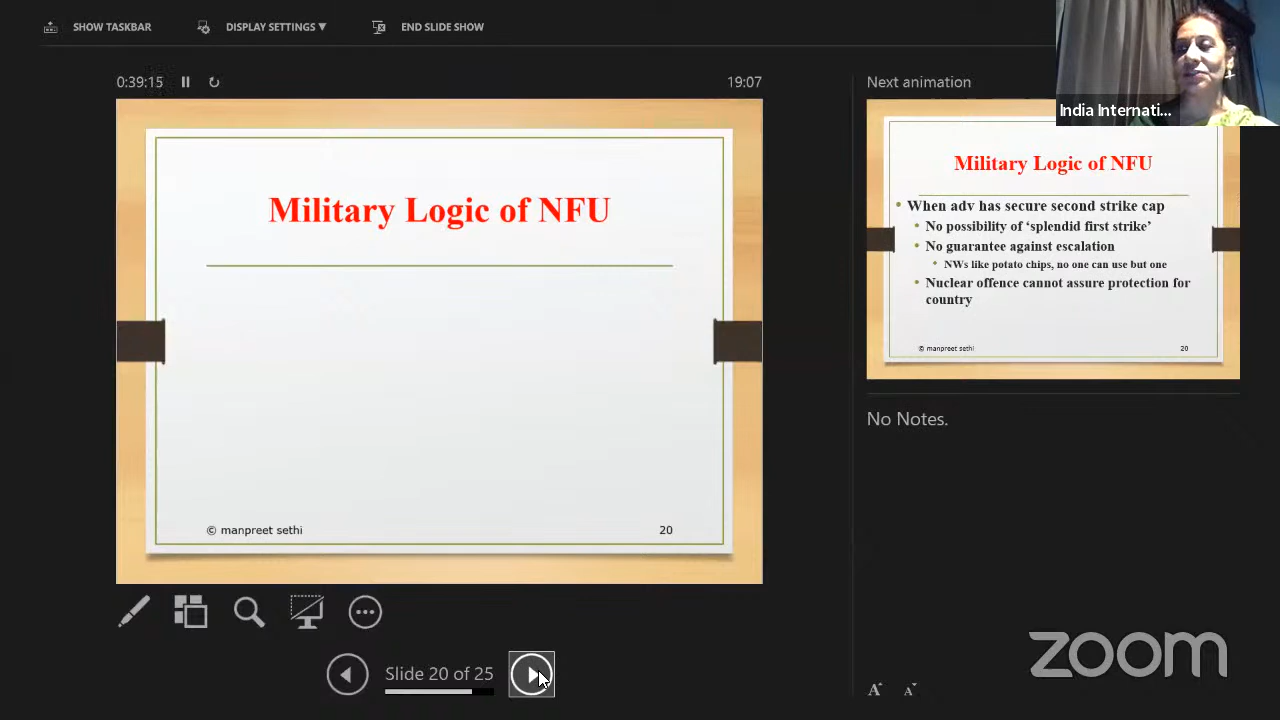 SHOW TASKBAR
DISPLAY SETTINGS ▼
END SLIDE SHOW
0:39:15
19:07
Military Logic of NFU
© manpreet sethi
20
Slide 20 of 25
Next animation
India Internati...
Military Logic of NFU
• When adv has secure second strike cap
• No possibility of ‘splendid first strike’
• No guarantee against escalation
• NWs like potato chips, no one can use but one
• Nuclear offence cannot assure protection for
country
© manpreet sethi
20
No Notes.
A A
zoom